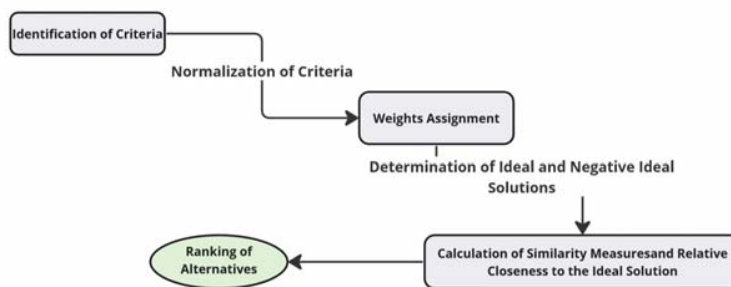 Identification of Criteria
Normalization of Criteria
Weights Assignment
Determination of Ideal and Negative Ideal
Solutions
Calculation of Similarity Measuresand Relative
Closeness to the Ideal Solution
Ranking of
Alternatives